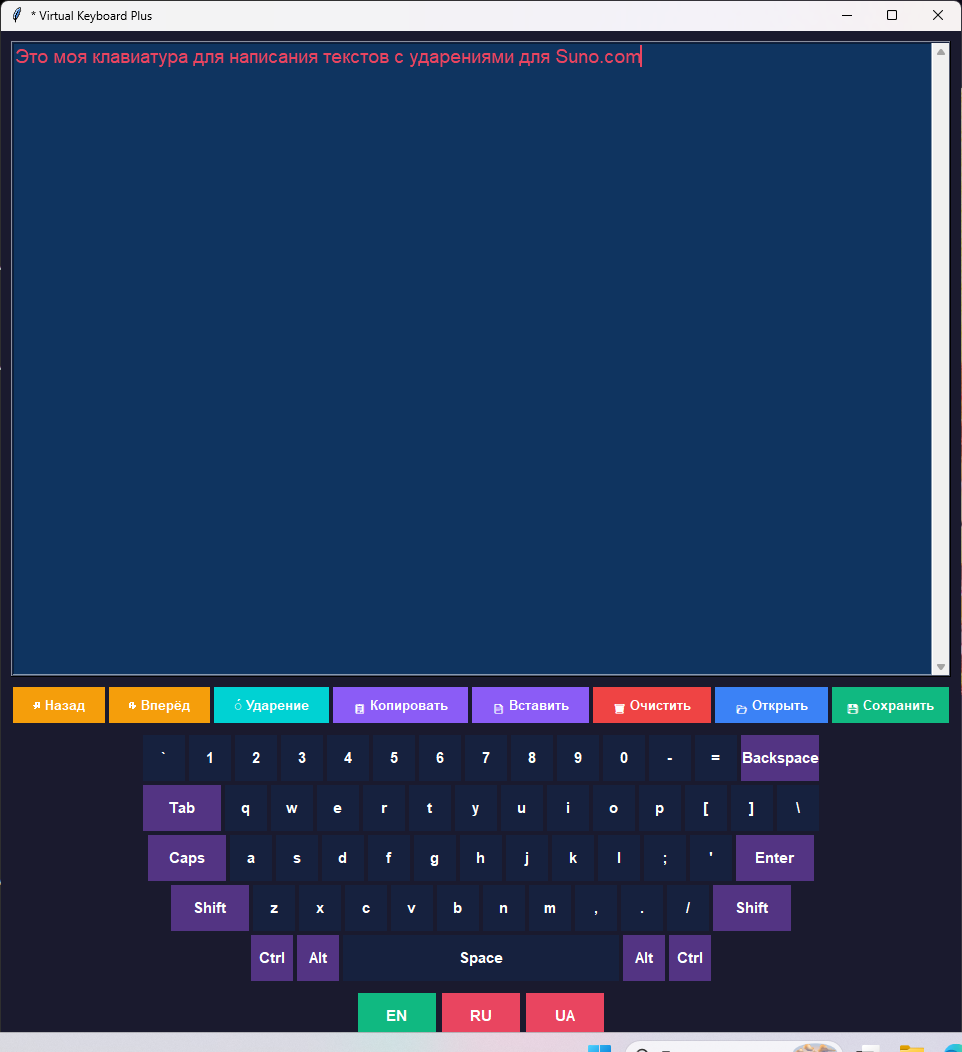 * Virtual Keyboard Plus
Это моя клавиатура для написания текстов с ударениями для Suno.com
Назад Вперёд ó Ударение Копировать Вставить Очистить Открыть Сохранить
` 1 2 3 4 5 6 7 8 9 0 - = Backspace
Tab q w e r t y u i o p [ ] \
Caps a s d f g h j k l ; ' Enter
Shift z x c v b n m , . / Shift
Ctrl Alt Space Alt Ctrl
EN RU UA